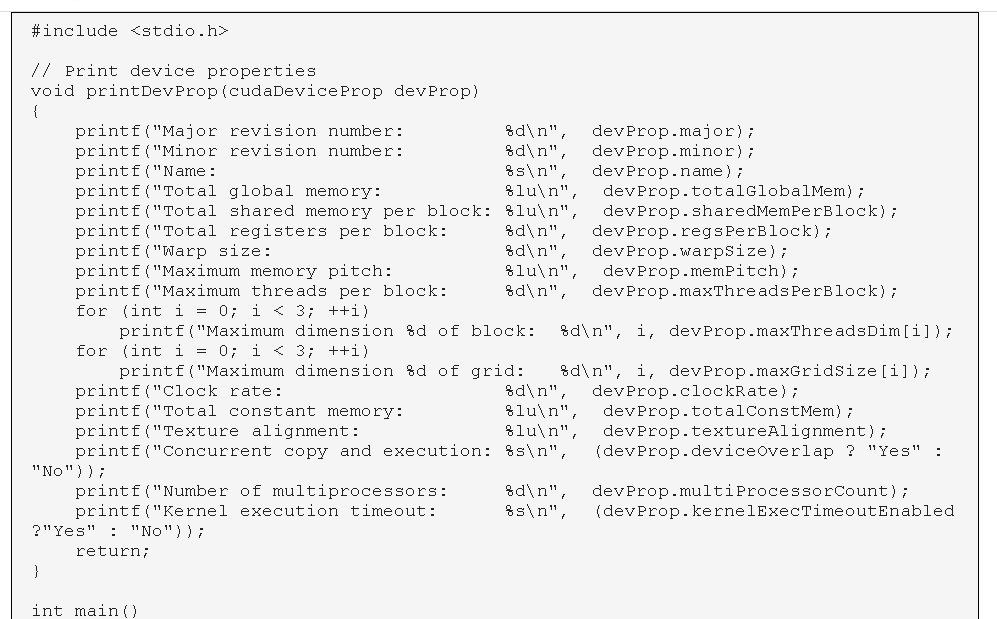 #include <stdio.h>

// Print device properties
void printDevProp(cudaDeviceProp devProp)
{
    printf("Major revision number:         %d\n",  devProp.major);
    printf("Minor revision number:         %d\n",  devProp.minor);
    printf("Name:                          %s\n",  devProp.name);
    printf("Total global memory:           %lu\n",  devProp.totalGlobalMem);
    printf("Total shared memory per block: %lu\n",  devProp.sharedMemPerBlock);
    printf("Total registers per block:     %d\n",  devProp.regsPerBlock);
    printf("Warp size:                     %d\n",  devProp.warpSize);
    printf("Maximum memory pitch:          %lu\n",  devProp.memPitch);
    printf("Maximum threads per block:     %d\n",  devProp.maxThreadsPerBlock);
    for (int i = 0; i < 3; ++i)
        printf("Maximum dimension %d of block:  %d\n", i, devProp.maxThreadsDim[i]);
    for (int i = 0; i < 3; ++i)
        printf("Maximum dimension %d of grid:   %d\n", i, devProp.maxGridSize[i]);
    printf("Clock rate:                    %d\n",  devProp.clockRate);
    printf("Total constant memory:         %lu\n",  devProp.totalConstMem);
    printf("Texture alignment:             %lu\n",  devProp.textureAlignment);
    printf("Concurrent copy and execution: %s\n",  (devProp.deviceOverlap ? "Yes" :
"No"));
    printf("Number of multiprocessors:     %d\n",  devProp.multiProcessorCount);
    printf("Kernel execution timeout:      %s\n",  (devProp.kernelExecTimeoutEnabled
?"Yes" : "No"));
    return;
}

int main()